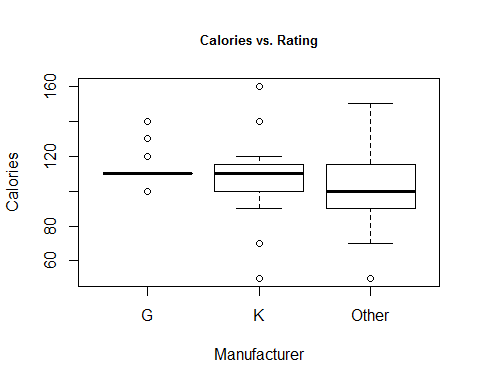 Calories vs. Rating
160
120
80
60
Calories
G K Other
Manufacturer